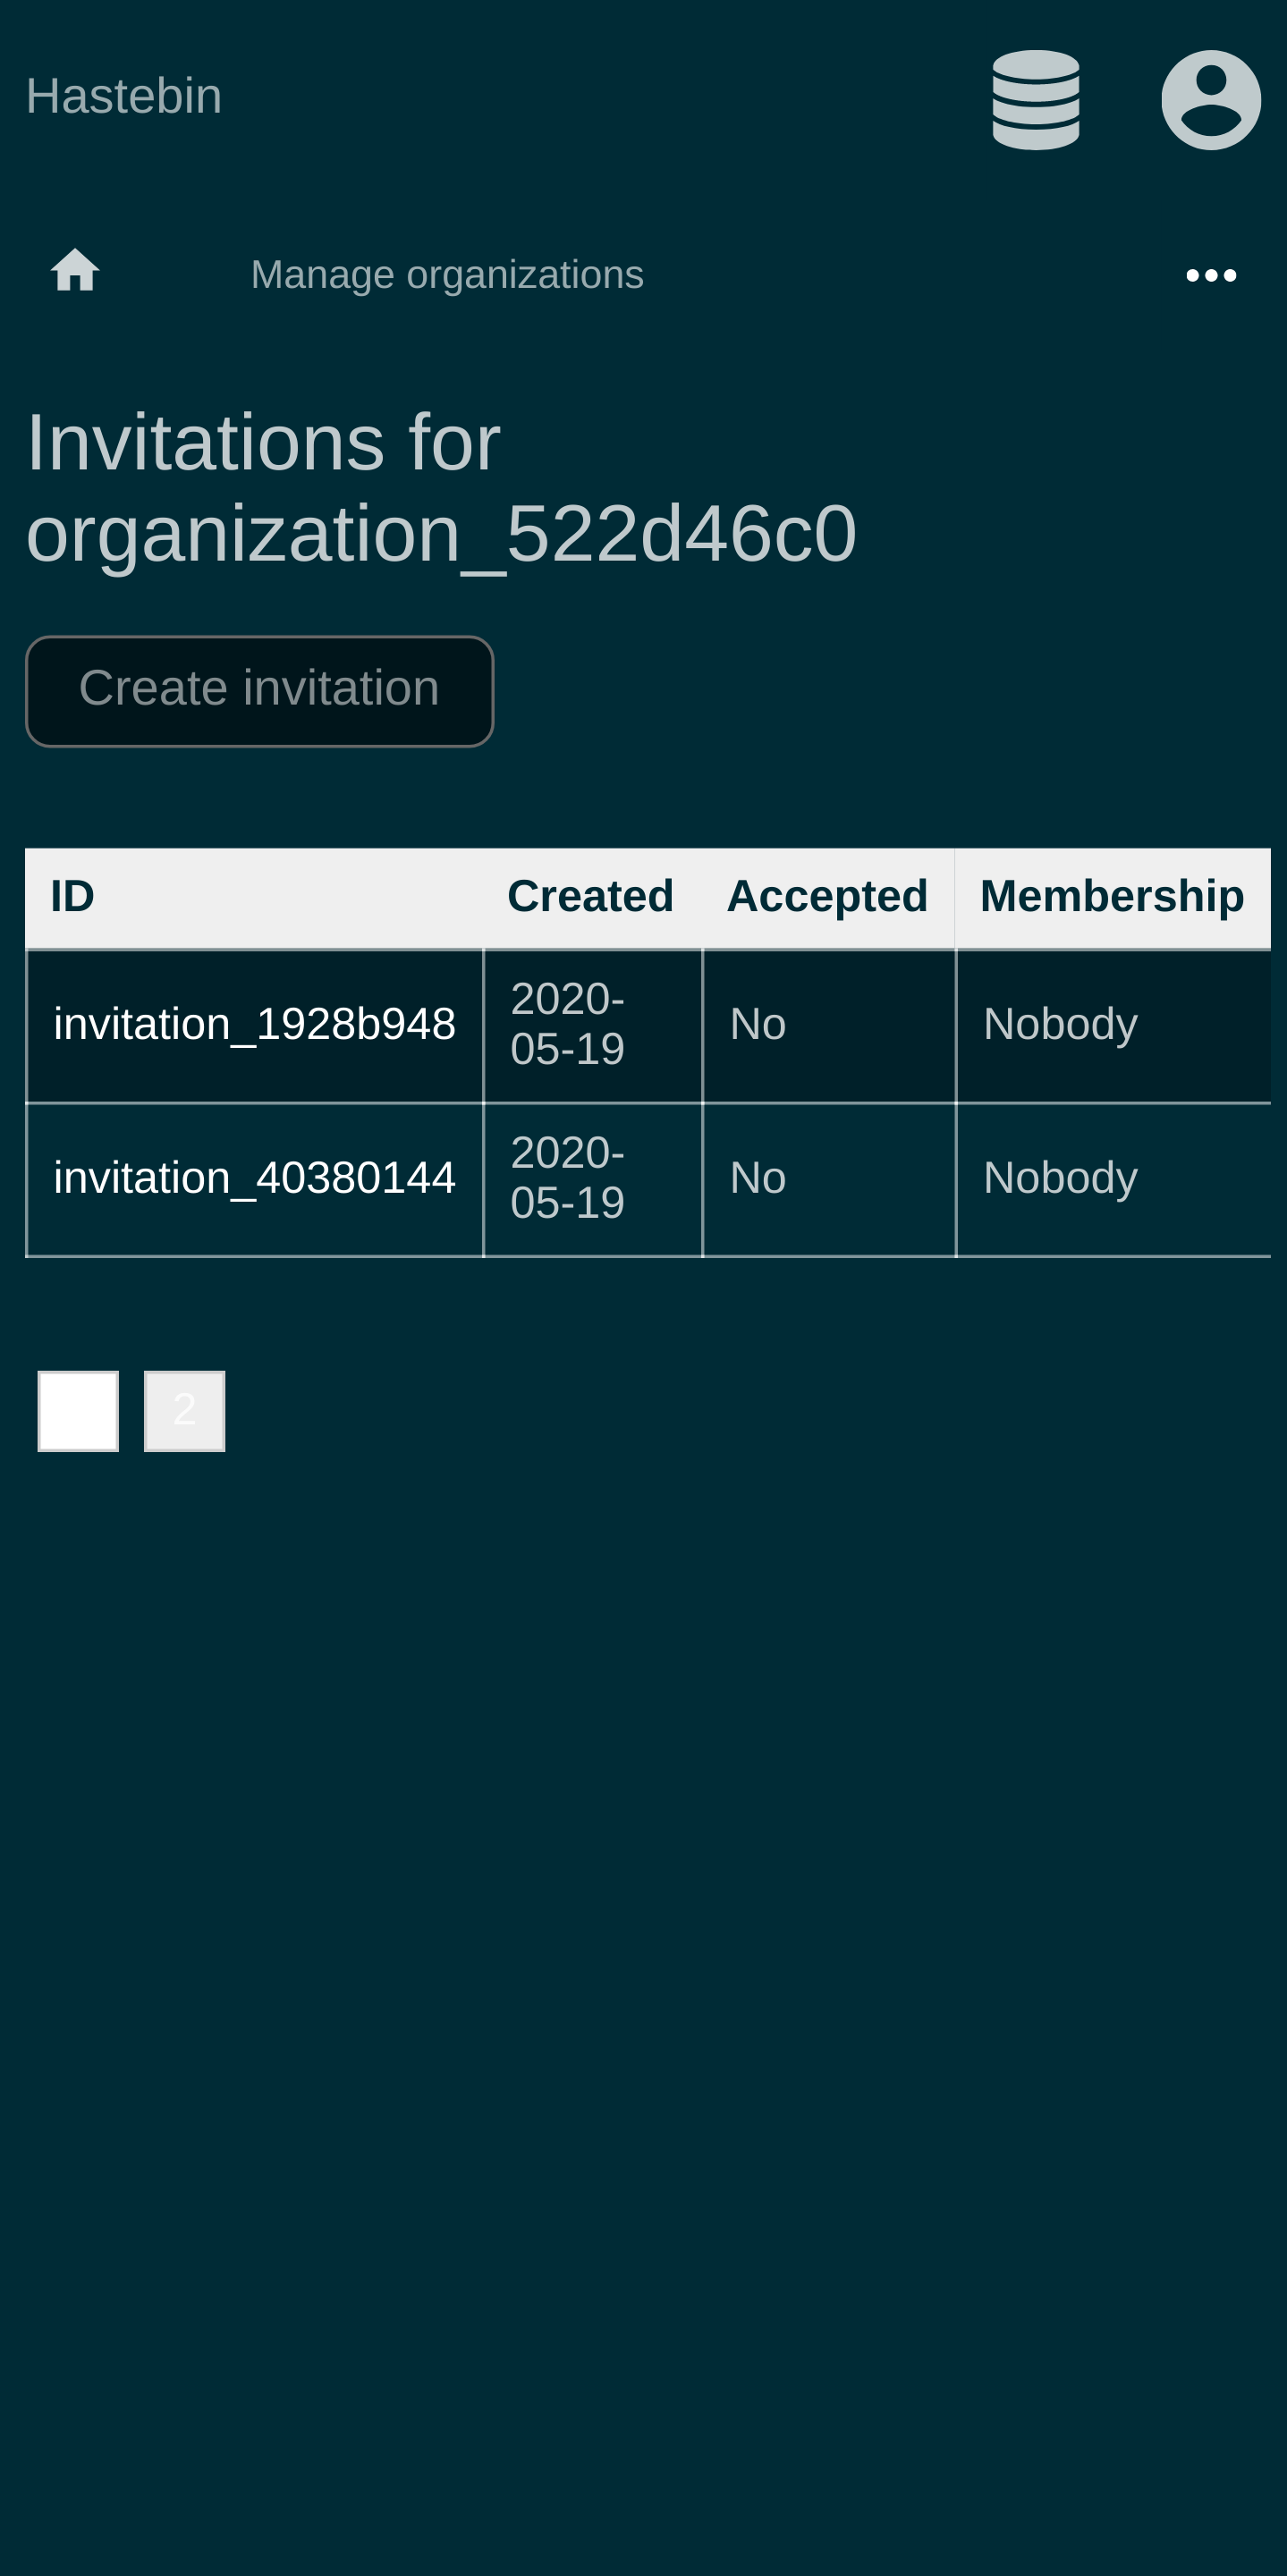 Hastebin
Manage organizations
Invitations for
organization_522d46c0
Create invitation
ID Created Accepted Membership
invitation_1928b948 2020-05-19 No Nobody
invitation_40380144 2020-05-19 No Nobody
2